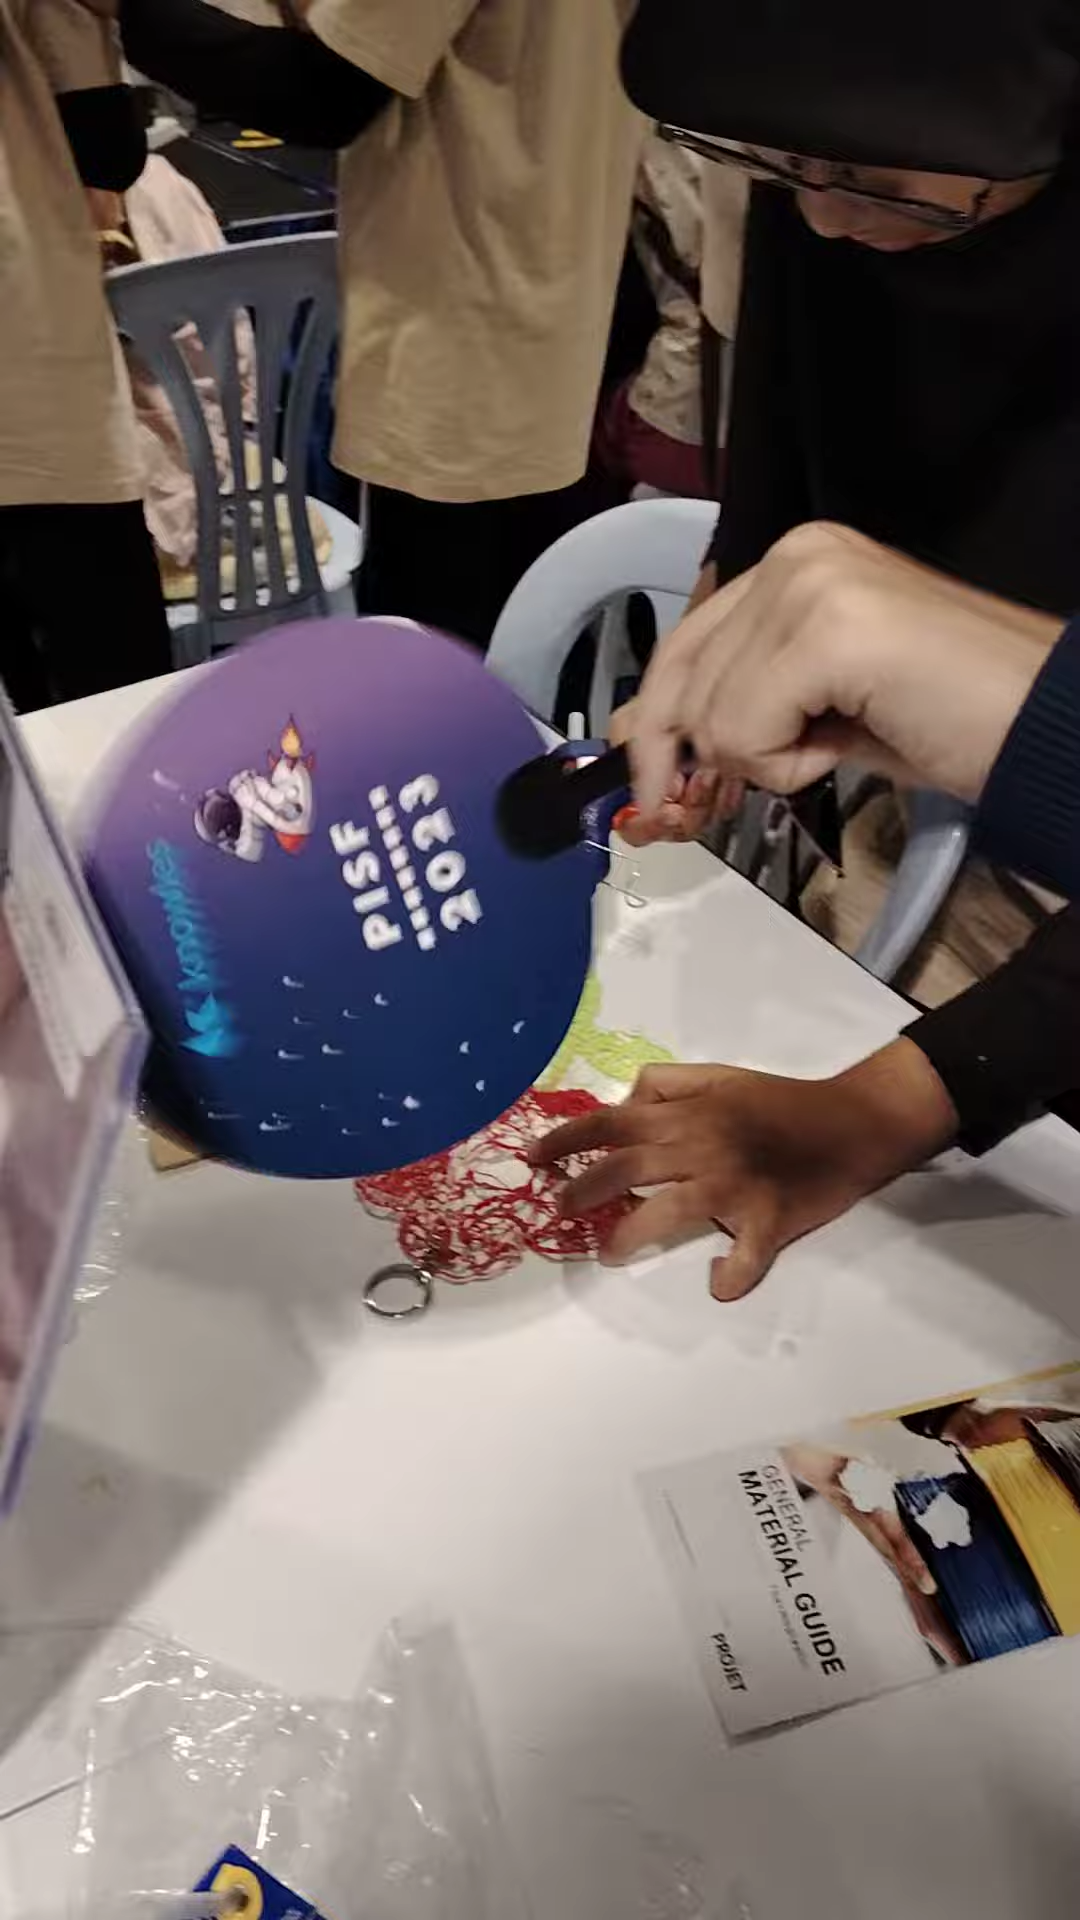 PISF
2023
knowles
GENERAL
MATERIAL GUIDE
PROJET